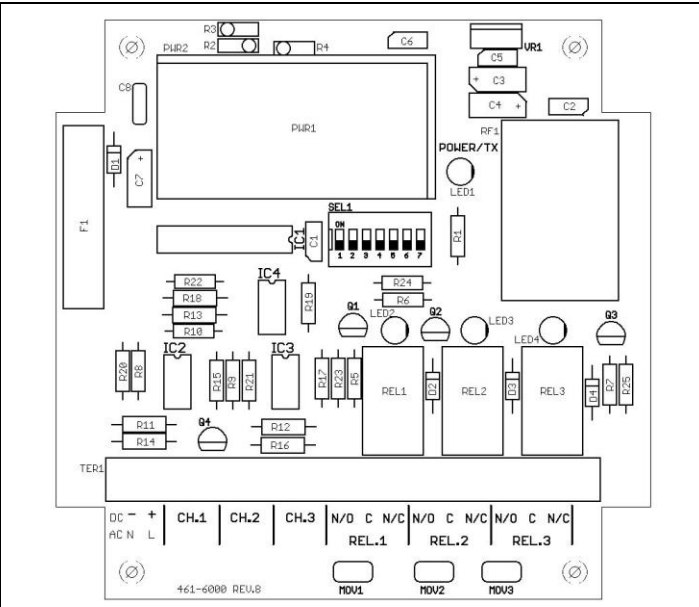 R3
R2
R4
PWR2
C6
VR1
C5
C8
+ C3
C4 +
C2
PWR1
RF1
D1
+
C7
POWER/TX
LED1
F1
SEL1
ON
1 2 3 4 5 6 7
IC1
C1
R1
IC4
R22
R18
R13
R10
R19
R24
R6
Q1
LED2
Q2
LED3
LED4
Q3
IC2
IC3
R20
R8
R15
R9
R21
R17
R23
R5
REL1
D2
REL2
D3
REL3
D4
R7
R25
R11
R14
Q4
R12
R16
TER1
DC - + CH.1 CH.2 CH.3 N/O C N/C N/O C N/C N/O C N/C
AC N L REL.1 REL.2 REL.3
461-6000 REV.8
MOV1 MOV2 MOV3